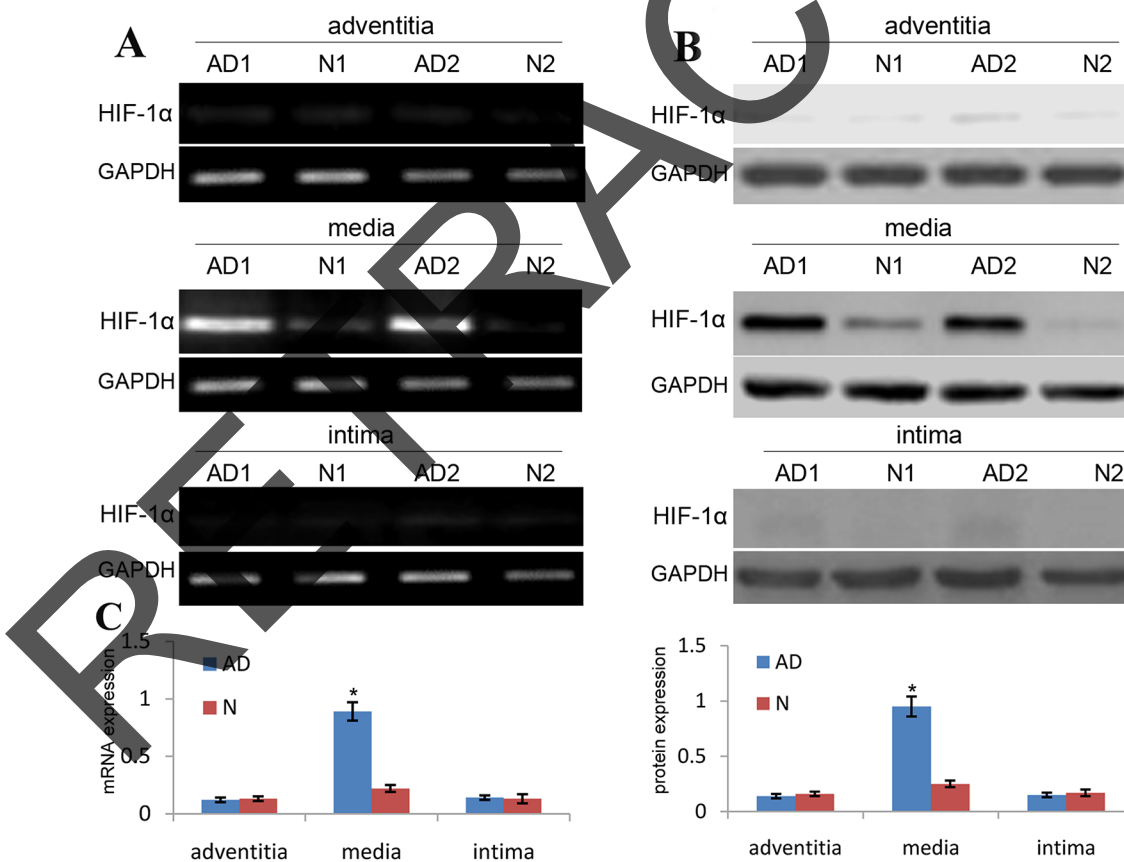 A
adventitia
AD1 N1 AD2 N2
HIF-1α
GAPDH
media
AD1 N1 AD2 N2
HIF-1α
GAPDH
intima
AD1 N1 AD2 N2
HIF-1α
GAPDH
B
adventitia
AD1 N1 AD2 N2
HIF-1α
GAPDH
media
AD1 N1 AD2 N2
HIF-1α
GAPDH
intima
AD1 N1 AD2 N2
HIF-1α
GAPDH
C
mRNA expression
1.5
1
0.5
0
AD
N
*
adventitia media intima
protein expression
1.5
1
0.5
0
AD
N
*
adventitia media intima
RETRAC